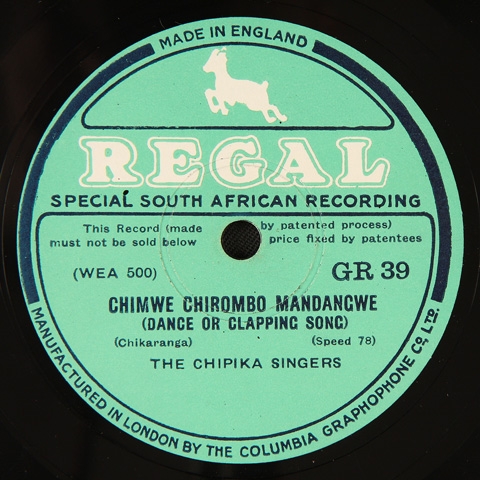 MADE IN ENGLAND
REGAL
SPECIAL SOUTH AFRICAN RECORDING
This Record (made by patented process)
must not be sold below price fixed by patentees
(WEA 500) GR 39
CHIMWE CHIROMBO MANDANGWE
(DANCE OR CLAPPING SONG)
(Chikaranga) (Speed 78)
THE CHIPIKA SINGERS
MANUFACTURED IN LONDON BY THE COLUMBIA GRAPHOPHONE CO. LTD.